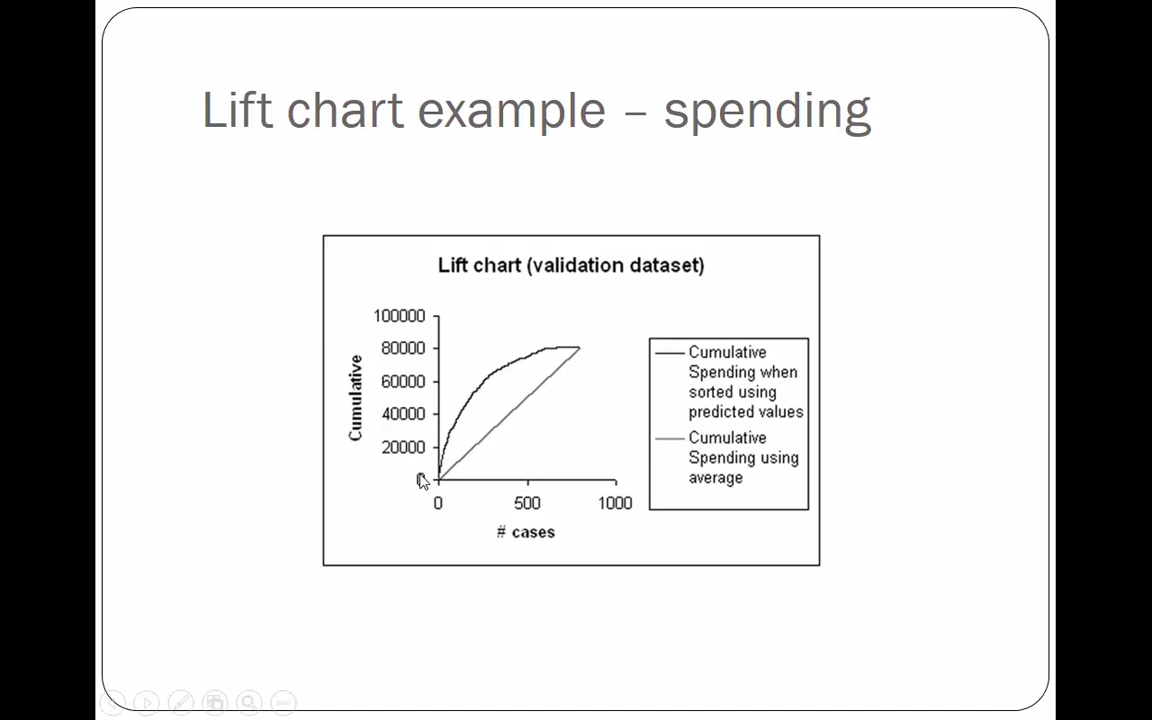 Lift chart example – spending
Lift chart (validation dataset)
100000
80000
60000
40000
20000
0
Cumulative
0 500 1000
# cases
Cumulative
Spending when
sorted using
predicted values
Cumulative
Spending using
average